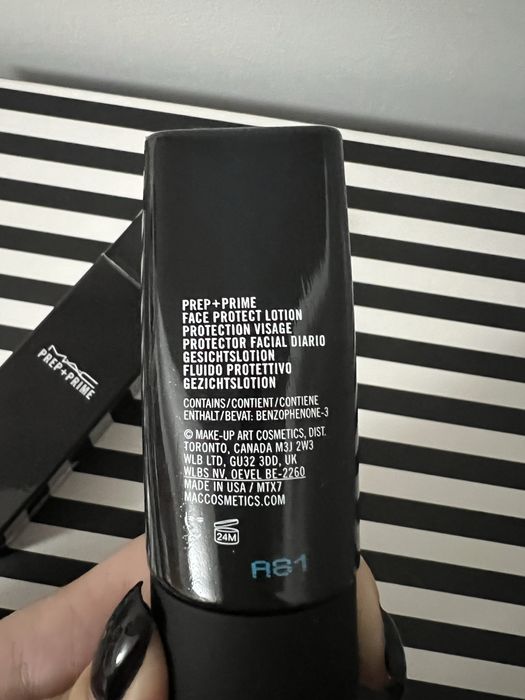 PREP+PRIME
FACE PROTECT LOTION
PROTECTION VISAGE
PROTECTOR FACIAL DIARIO
GESICHTSLOTION
FLUIDO PROTETTIVO
GEZICHTSLOTION
CONTAINS/CONTIENT/CONTIENE
ENTHALT/BEVAT: BENZOPHENONE-3
© MAKE-UP ART COSMETICS, DIST.
TORONTO, CANADA M3J 2W3
WLB LTD, GU32 3DD, UK
WLBS NV, OEVEL BE-2260
MADE IN USA / MTX7
MACCOSMETICS.COM
24M
A81
MAC
PREP+PRIME